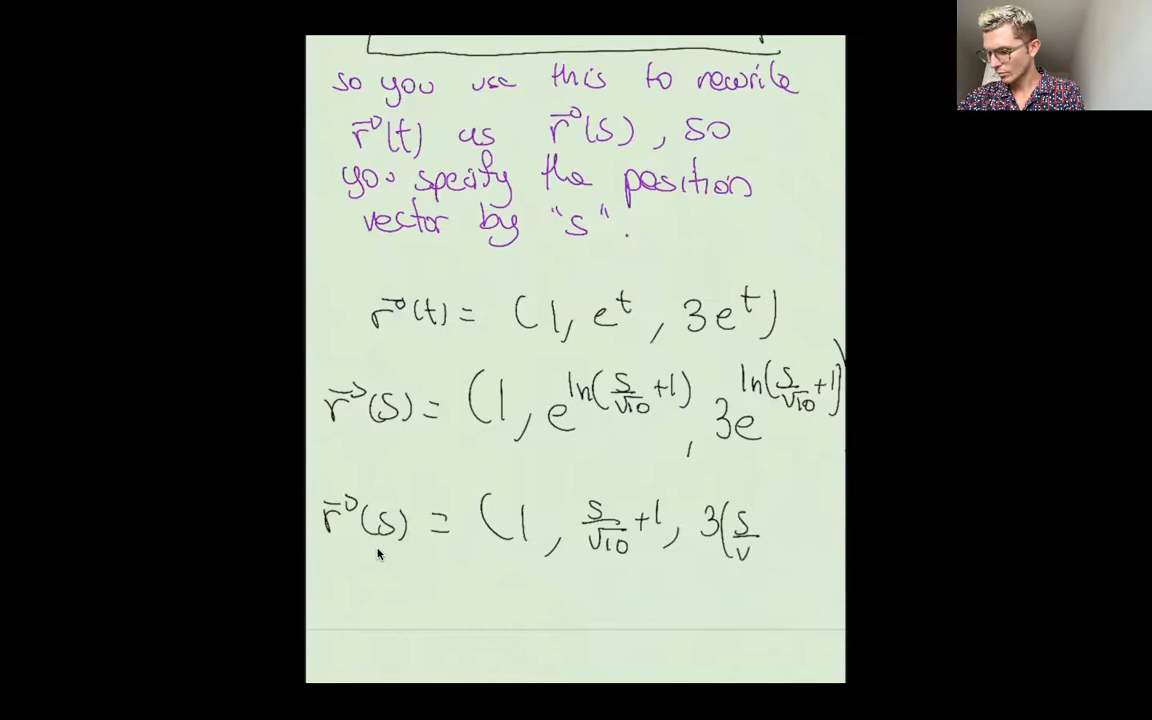 so you use this to rewrite
r⃗(t) as r⃗(s), so
you specify the position
vector by "s".
r⃗(t) = (1, e^t, 3e^t)
r⃗(s) = (1, e^ln(s/√10 +1), 3e^ln(s/√10 +1))
r⃗(s) = (1, s/√10 +1, 3(s/√